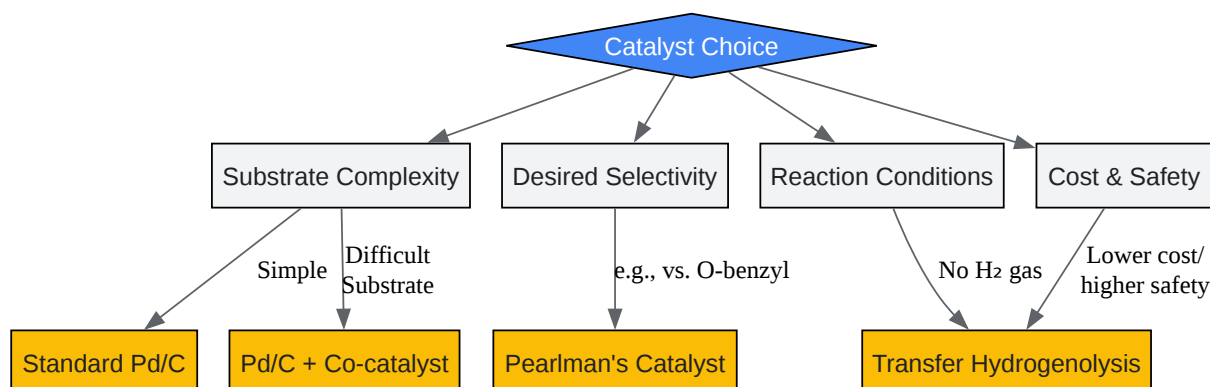 Catalyst Choice
Substrate Complexity
Desired Selectivity
Reaction Conditions
Cost & Safety
Simple
Difficult
Substrate
e.g., vs. O-benzyl
No H₂ gas
Lower cost/
higher safety
Standard Pd/C
Pd/C + Co-catalyst
Pearlman's Catalyst
Transfer Hydrogenolysis